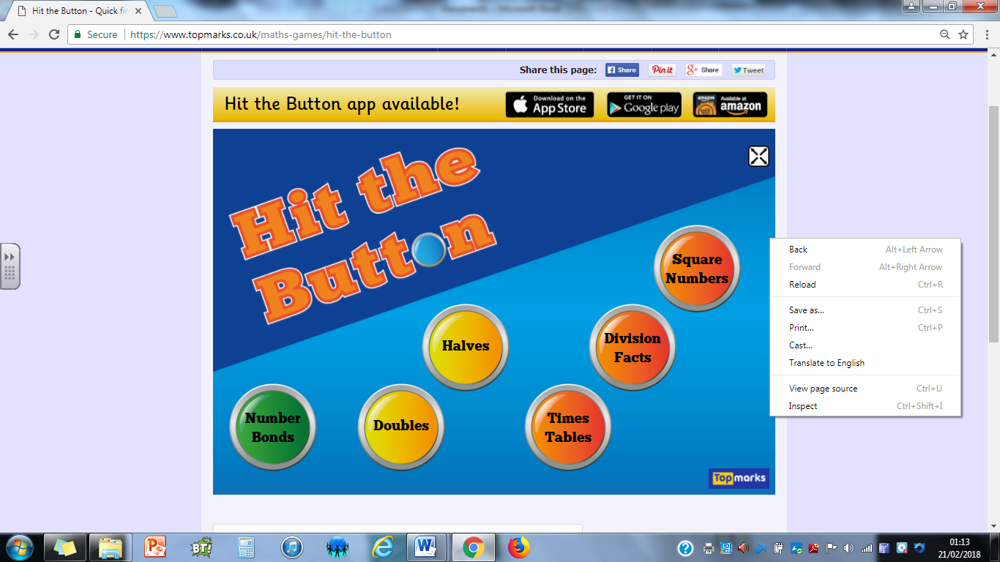 Hit the Button - Quick fi
Secure
https://www.topmarks.co.uk/maths-games/hit-the-button
Share this page:
Share
Pin it
g+ Share
Tweet
Hit the Button app available!
Download on the
App Store
GET IT ON
Google play
amazon
Available at
amazon
Hit the
Button
Square
Numbers
Halves
Division
Facts
Number
Bonds
Doubles
Times
Tables
Topmarks
Back Alt+Left Arrow
Forward Alt+Right Arrow
Reload Ctrl+R
Save as... Ctrl+S
Print... Ctrl+P
Cast...
Translate to English
View page source Ctrl+U
Inspect Ctrl+Shift+I
BT!
01:13
21/02/2018